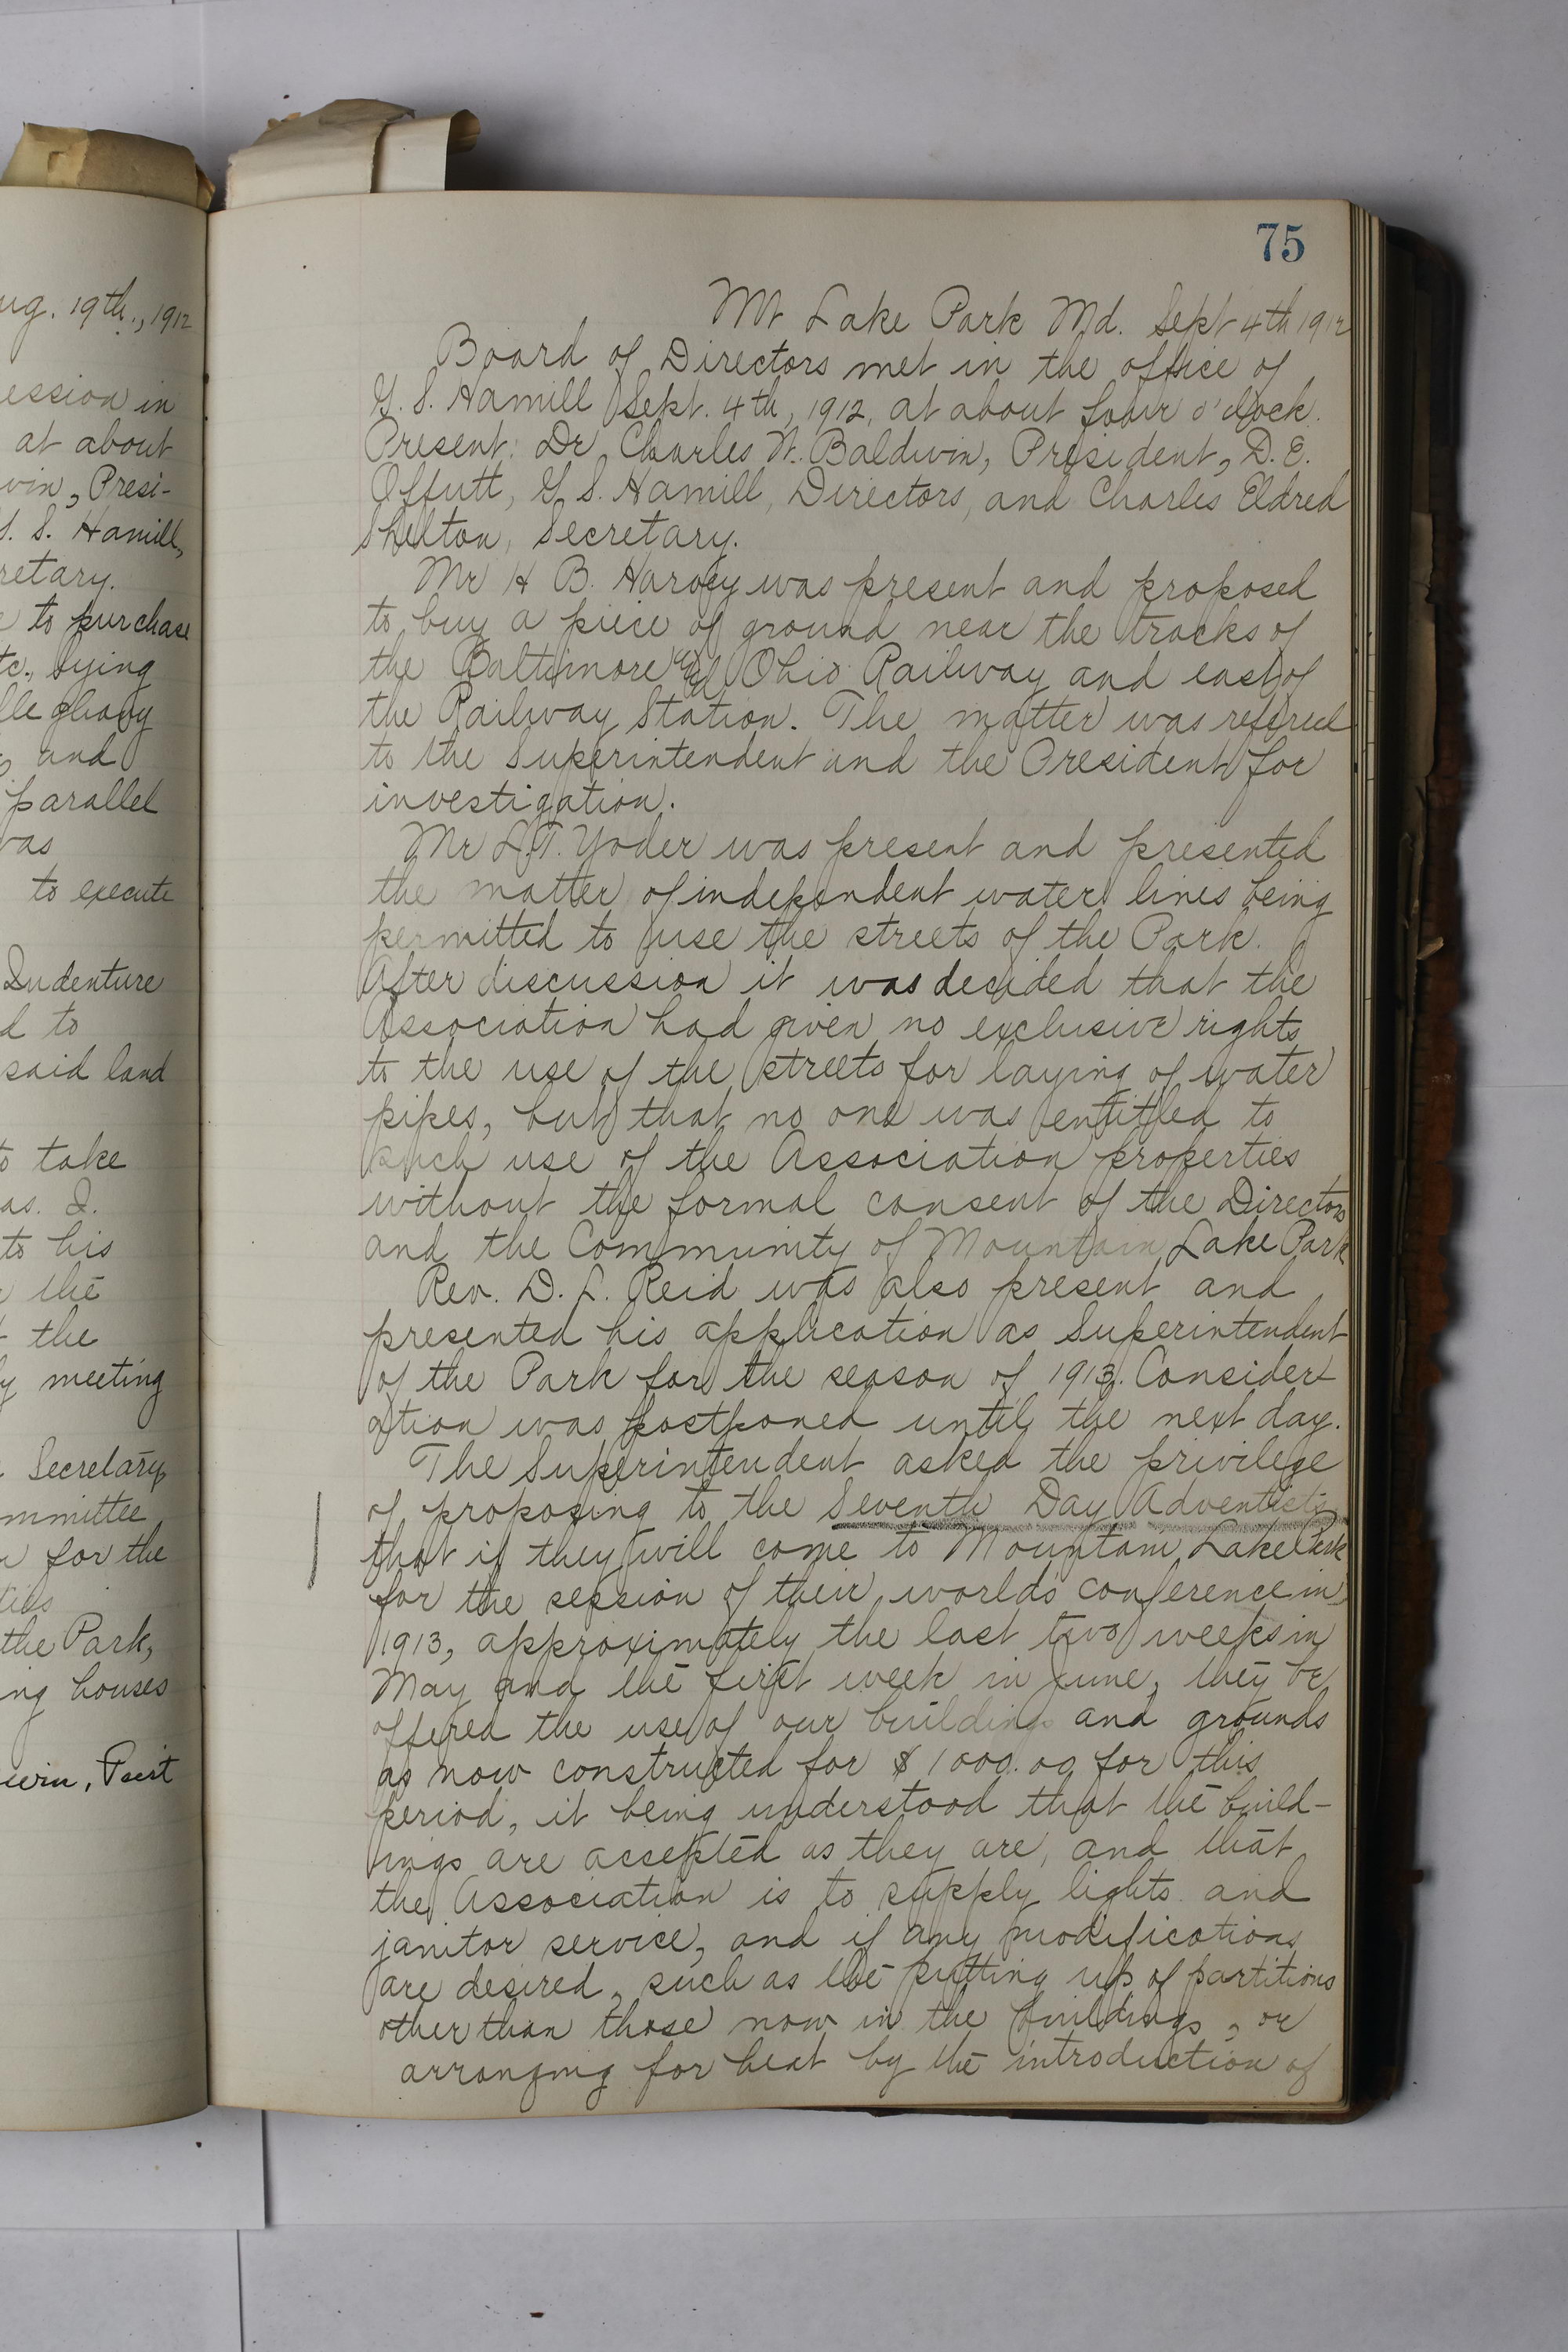 ug. 19th., 1912
ession in
at about
win, Presi-
S. Hamill,
retary.
to purchase
tc., lying
lleghany
and
parallel
was
to execute
Indenture
d to
said land
to take
as. I.
to his
the
the
y meeting
Secretary
mmittee
for the
ties
the Park,
ng houses
win, Prest
75
Mt Lake Park Md. Sept 4th 1912
Board of Directors met in the office of
G. S. Hamill Sept. 4th, 1912, at about four o'clock.
Present: Dr. Charles W. Baldwin, President, D. E.
Offutt, G. S. Hamill, Directors, and Charles Eldred
Shelton, Secretary.
Mr H B. Harvey was present and proposed
to buy a piece of ground near the tracks of
the Baltimore & Ohio Railway and east of
the Railway Station. The matter was refered
to the Superintendent and the President for
investigation.
Mr L. T. Yoder was present and presented
the matter of independent water lines being
permitted to use the streets of the Park.
After discussion it was decided that the
Association had given no exclusive rights
to the use of the streets for laying of water
pipes, but that no one was entitled to
such use of the Association properties
without the formal consent of the Directors
and the Community of Mountain Lake Park
Rev. D. L. Reid was also present and
presented his application as Superintendent
of the Park for the season of 1913. Consider-
ation was postponed until the next day.
The Superintendent asked the privilege
of proposing to the Seventh Day Adventists,
that if they will come to Mountain Lake Park
for the session of their worlds conference in
1913, approximately the last two weeks in
May and the first week in June, they be
offered the use of our buildings and grounds
as now constructed for $1000.00 for this
period, it being understood that the build-
ings are accepted as they are, and that
the Association is to supply lights and
janitor service, and if any modifications
are desired, such as the putting up of partitions
other than those now in the buildings, or
arranging for heat by the introduction of